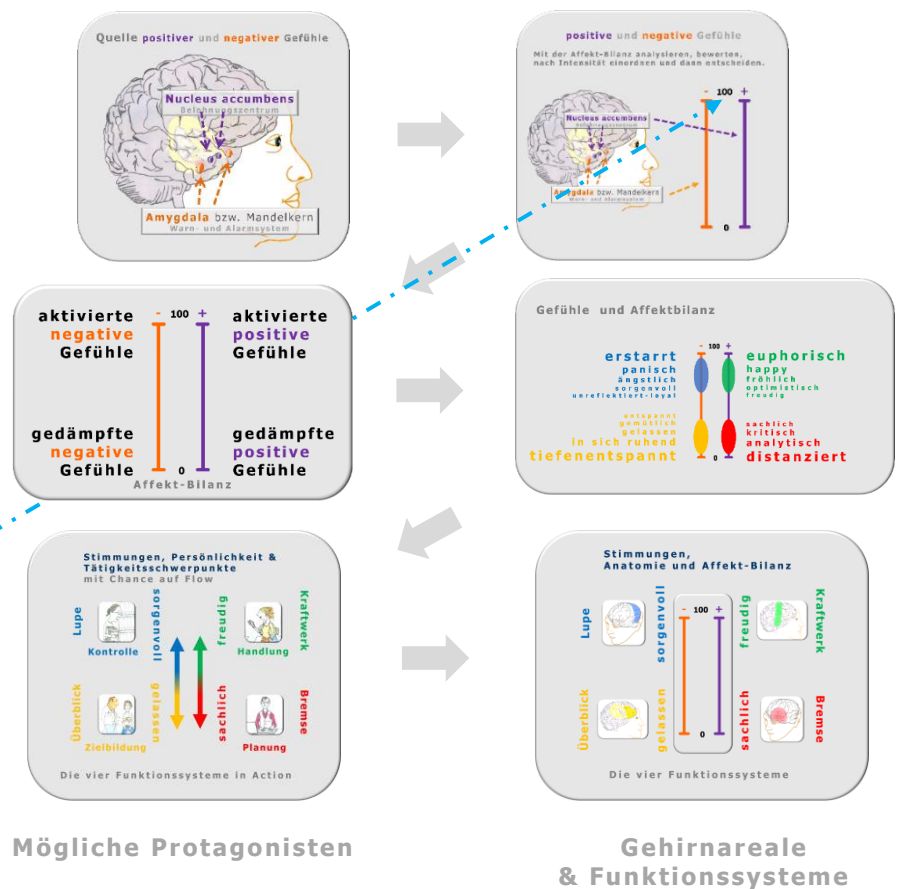 Quelle positiver und negativer Gefühle
Nucleus accumbens
Belohnungszentrum
Amygdala bzw. Mandelkern
Warn- und Alarmsystem
positive und negative Gefühle
Mit der Affekt-Bilanz analysieren, bewerten,
nach Intensität einordnen und dann entscheiden.
- 100 +
Nucleus accumbens
Belohnungszentrum
Amygdala bzw. Mandelkern
Warn- und Alarmsystem
0
aktivierte
negative
Gefühle
- 100 +
aktivierte
positive
Gefühle
gedämpfte
negative
Gefühle
0
gedämpfte
positive
Gefühle
Affekt-Bilanz
Gefühle und Affektbilanz
- 100 +
erstarrt
panisch
ängstlich
sorgenvoll
unreflektiert-loyal
euphorisch
happy
fröhlich
optimistisch
freudig
entspannt
gemütlich
gelassen
in sich ruhend
tiefenentspannt
0
sachlich
kritisch
analytisch
distanziert
Stimmungen, Persönlichkeit &
Tätigkeitsschwerpunkte
mit Chance auf Flow
Lupe
Kontrolle
sorgenvoll
freudig
Handlung
Kraftwerk
Überblick
Zielbildung
gelassen
sachlich
Planung
Bremse
Die vier Funktionssysteme in Action
Stimmungen,
Anatomie und Affekt-Bilanz
Lupe
sorgenvoll
- 100 +
freudig
Kraftwerk
Überblick
gelassen
0
sachlich
Bremse
Die vier Funktionssysteme
Mögliche Protagonisten
Gehirnareale
& Funktionssysteme